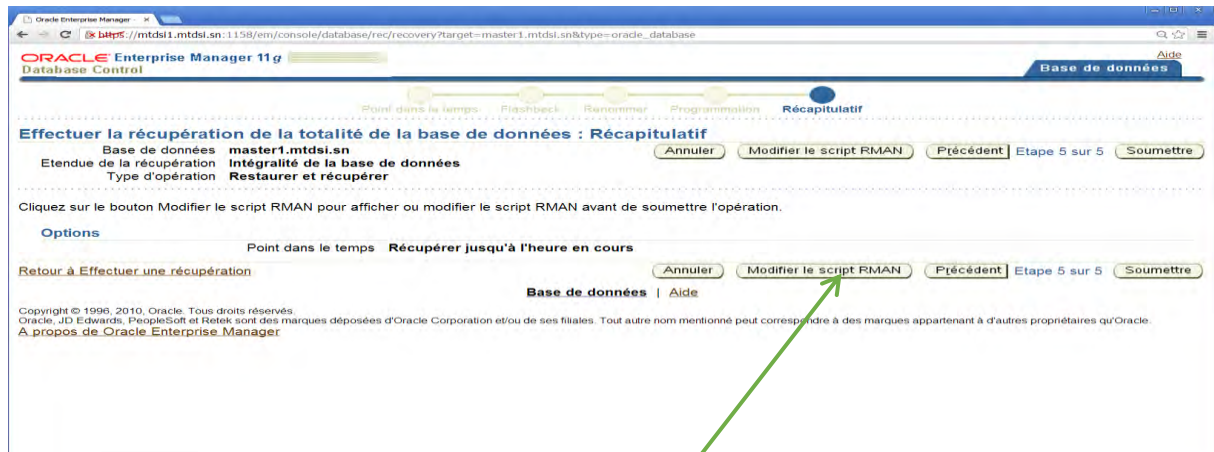 Oracle Enterprise Manager -
https://mtdsi1.mtdsi.sn:1158/em/console/database/rec/recovery?target=master1.mtdsi.sn&type=oracle_database
ORACLE Enterprise Manager 11g
Database Control
Aide
Base de données
Point dans le temps Flashback Renommer Programmation Récapitulatif
Effectuer la récupération de la totalité de la base de données : Récapitulatif
Base de données master1.mtdsi.sn
Annuler Modifier le script RMAN Précédent Etape 5 sur 5 Soumettre
Etendue de la récupération Intégralité de la base de données
Type d'opération Restaurer et récupérer
Cliquez sur le bouton Modifier le script RMAN pour afficher ou modifier le script RMAN avant de soumettre l'opération.
Options
Point dans le temps Récupérer jusqu'à l'heure en cours
Retour à Effectuer une récupération
Annuler Modifier le script RMAN Précédent Etape 5 sur 5 Soumettre
Base de données | Aide
Copyright © 1996, 2010, Oracle. Tous droits réservés.
Oracle, JD Edwards, PeopleSoft et Retek sont des marques déposées d'Oracle Corporation et/ou de ses filiales. Tout autre nom mentionné peut correspondre à des marques appartenant à d'autres propriétaires qu'Oracle.
A propos de Oracle Enterprise Manager